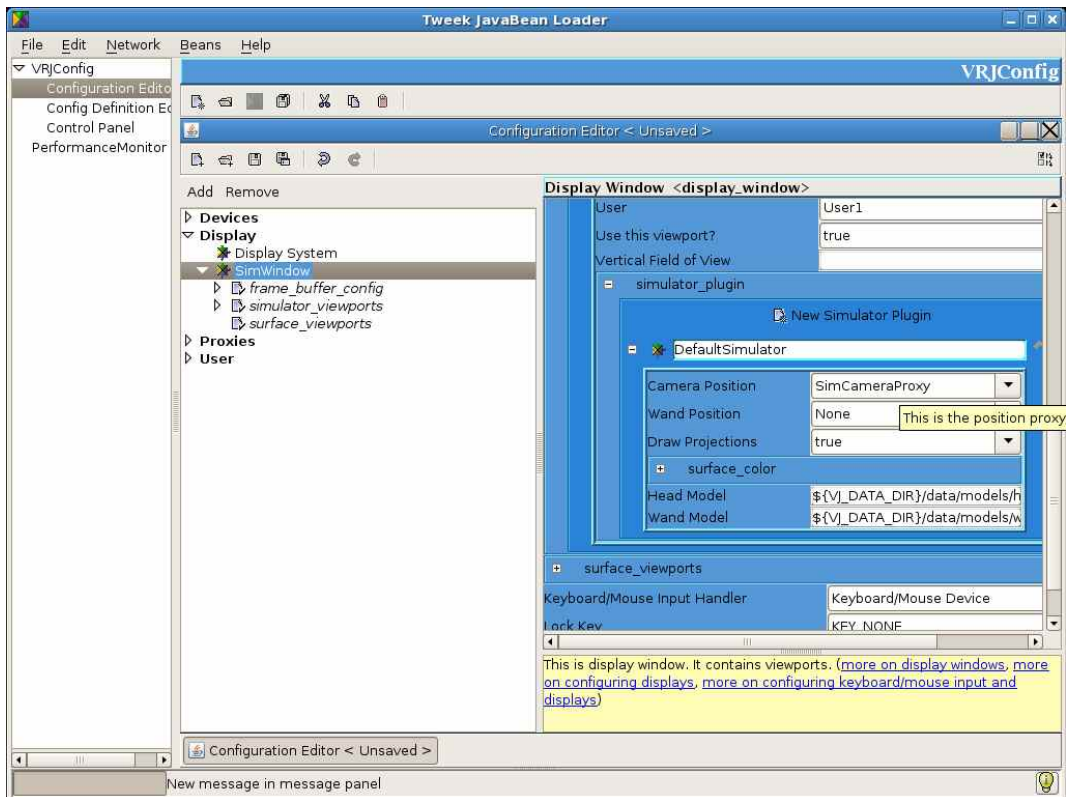 Tweek JavaBean Loader
File Edit Network Beans Help
VRJConfig
Configuration Edito
Config Definition Ed
Control Panel
PerformanceMonitor
VRJConfig
Configuration Editor < Unsaved >
Add Remove
Devices
Display
Display System
SimWindow
frame_buffer_config
simulator_viewports
surface_viewports
Proxies
User
Display Window <display_window>
User User1
Use this viewport? true
Vertical Field of View
simulator_plugin
New Simulator Plugin
DefaultSimulator
Camera Position SimCameraProxy
Wand Position None
This is the position proxy
Draw Projections true
surface_color
Head Model ${VJ_DATA_DIR}/data/models/h
Wand Model ${VJ_DATA_DIR}/data/models/w
surface_viewports
Keyboard/Mouse Input Handler Keyboard/Mouse Device
Lock Key KEY_NONE
This is display window. It contains viewports. (more on display windows, more
on configuring displays, more on configuring keyboard/mouse input and
displays)
Configuration Editor < Unsaved >
New message in message panel